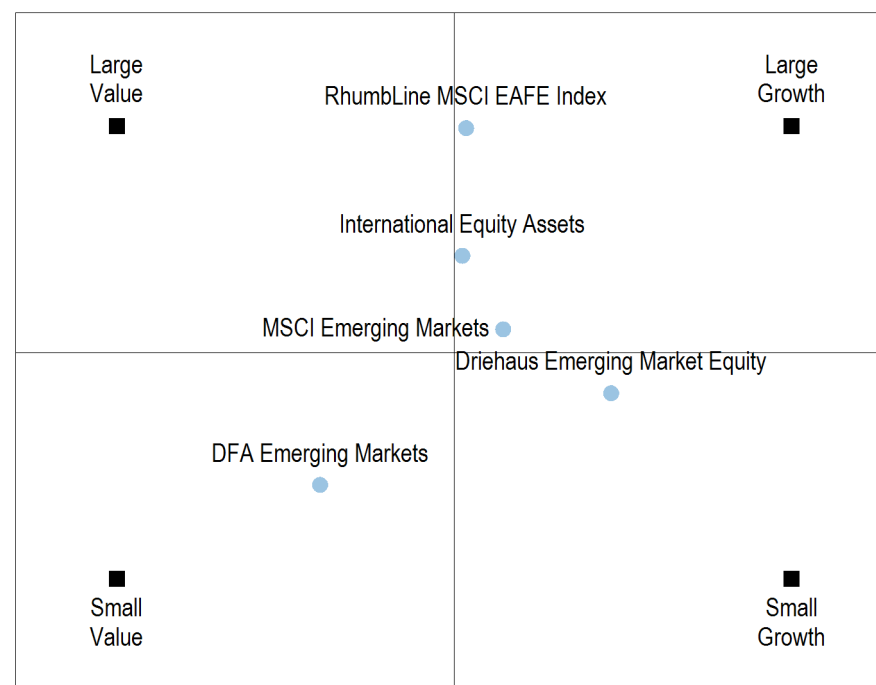 Large
Value
Large
Growth
RhumbLine MSCI EAFE Index
International Equity Assets
MSCI Emerging Markets
Driehaus Emerging Market Equity
DFA Emerging Markets
Small
Value
Small
Growth